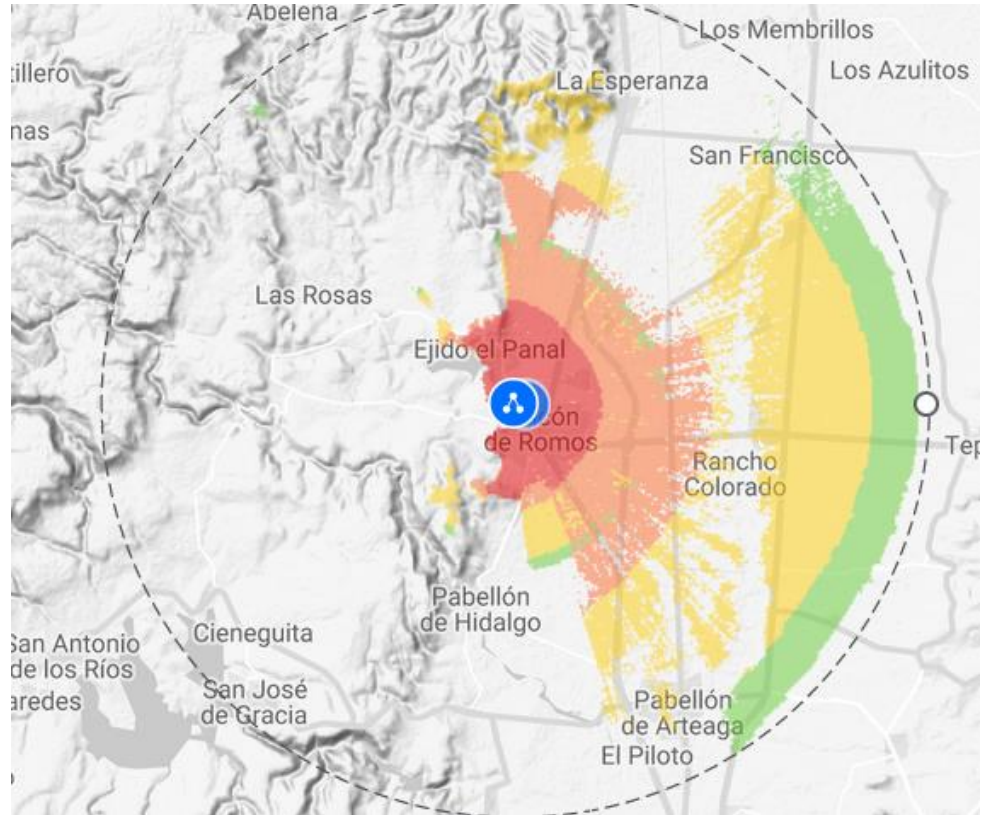 Abelena
Los Membrillos
tillero
La Esperanza
Los Azulitos
nas
San Francisco
Las Rosas
Ejido el Panal
cón
de Romos
Rancho
Colorado
Tep
Pabellón
de Hidalgo
San Antonio
de los Ríos
Cieneguita
aredes
San José
de Gracia
Pabellón
de Arteaga
El Piloto